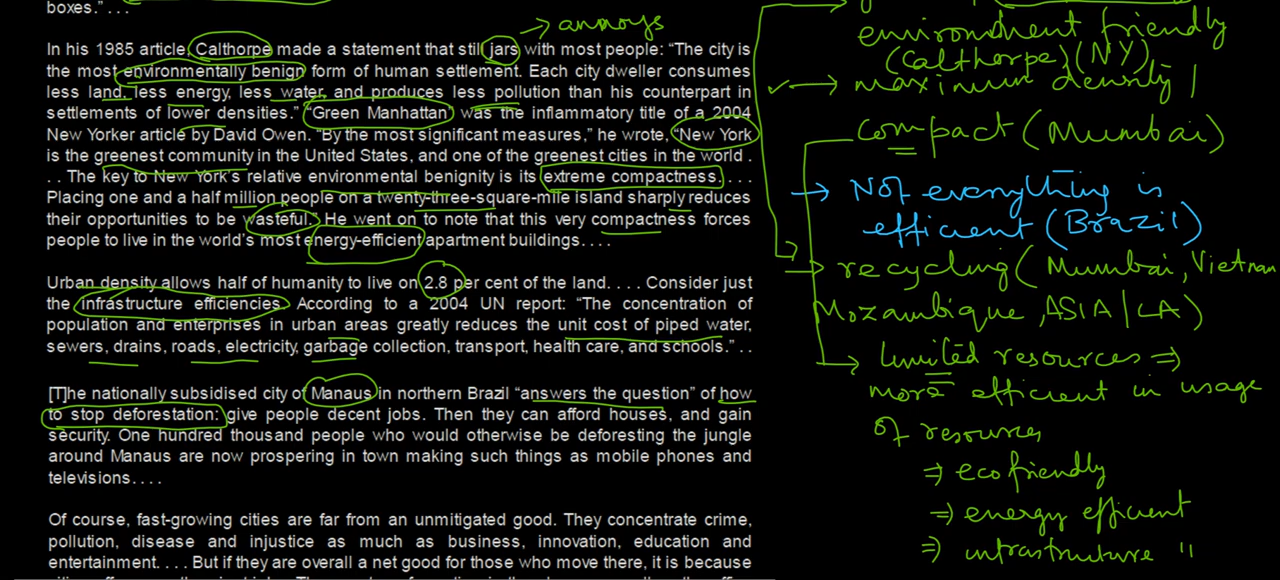 boxes.” . . .
→ annoys
In his 1985 article, Calthorpe made a statement that still jars with most people: “The city is
the most environmentally benign form of human settlement. Each city dweller consumes
less land, less energy, less water, and produces less pollution than his counterpart in
settlements of lower densities.” “Green Manhattan” was the inflammatory title of a 2004
New Yorker article by David Owen. “By the most significant measures,” he wrote, “New York
is the greenest community in the United States, and one of the greenest cities in the world .
. . The key to New York’s relative environmental benignity is its extreme compactness. . . .
Placing one and a half million people on a twenty-three-square-mile island sharply reduces
their opportunities to be wasteful.” He went on to note that this very compactness forces
people to live in the world’s most energy-efficient apartment buildings. . . .
Urban density allows half of humanity to live on 2.8 per cent of the land. . . . Consider just
the infrastructure efficiencies. According to a 2004 UN report: “The concentration of
population and enterprises in urban areas greatly reduces the unit cost of piped water,
sewers, drains, roads, electricity, garbage collection, transport, health care, and schools.” . .
[T]he nationally subsidised city of Manaus in northern Brazil “answers the question” of how
to stop deforestation: give people decent jobs. Then they can afford houses, and gain
security. One hundred thousand people who would otherwise be deforesting the jungle
around Manaus are now prospering in town making such things as mobile phones and
televisions. . . .
Of course, fast-growing cities are far from an unmitigated good. They concentrate crime,
pollution, disease and injustice as much as business, innovation, education and
entertainment. . . . But if they are overall a net good for those who move there, it is because
environment friendly
(Calthorpe) (NY)
maximum density /
compact (Mumbai)
→ Not everything is
efficient (Brazil)
→ recycling (Mumbai, Vietnam
Mozambique, ASIA / LA)
→ limited resources ⇒
more efficient in usage
of resources
⇒ ecofriendly
⇒ energy efficient
⇒ infrastruture "